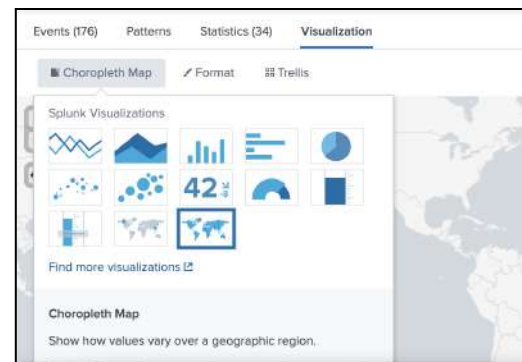 Events (176) Patterns Statistics (34) Visualization
Choropleth Map Format Trellis
Splunk Visualizations
42
Find more visualizations
Choropleth Map
Show how values vary over a geographic region.